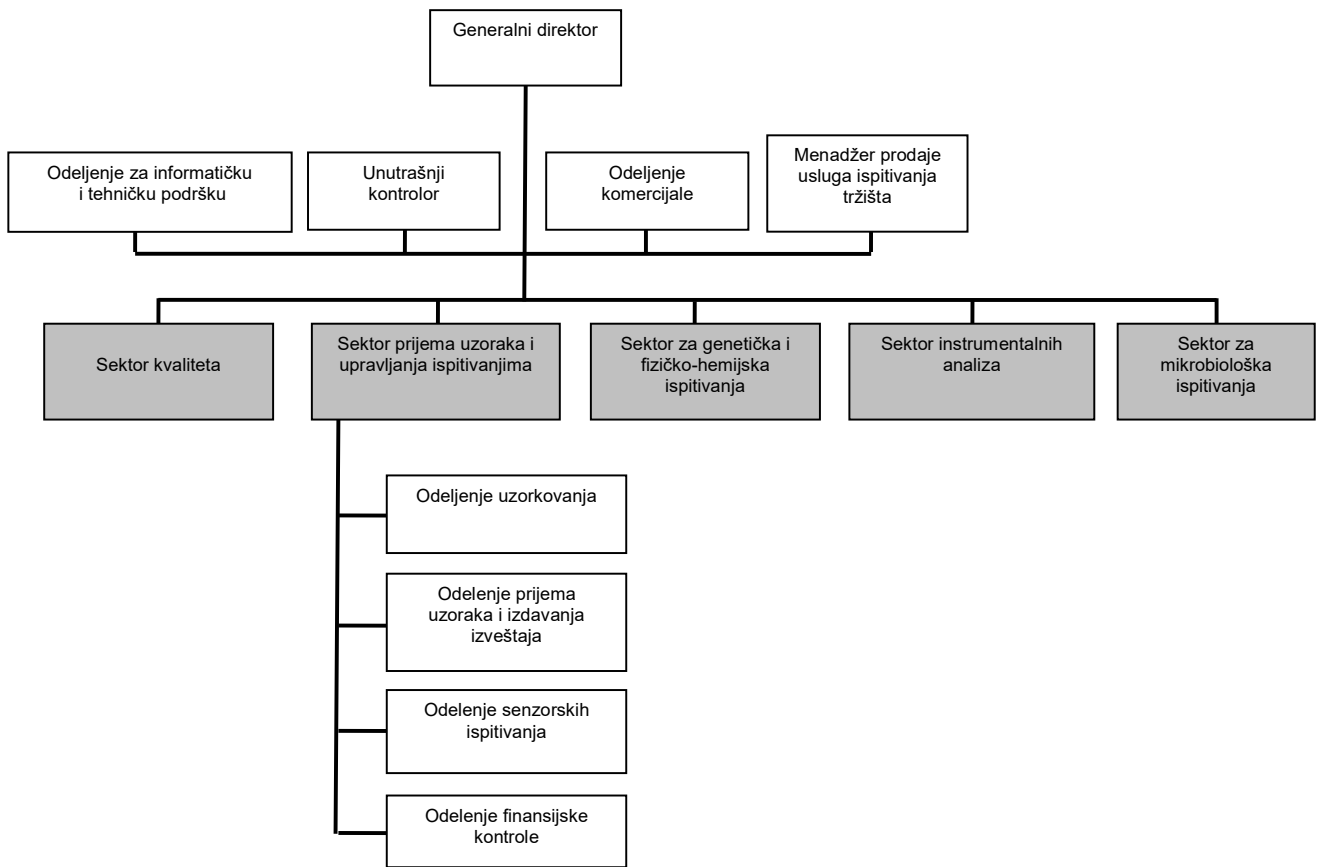 Generalni direktor
Odeljenje za informatičku
i tehničku podršku
Unutrašnji
kontrolor
Odeljenje
komercijale
Menadžer prodaje
usluga ispitivanja
tržišta
Sektor kvaliteta
Sektor prijema uzoraka i
upravljanja ispitivanjima
Sektor za genetička i
fizičko-hemijska
ispitivanja
Sektor instrumentalnih
analiza
Sektor za
mikrobiološka
ispitivanja
Odeljenje uzorkovanja
Odelenje prijema
uzoraka i izdavanja
izveštaja
Odelenje senzorskih
ispitivanja
Odelenje finansijske
kontrole